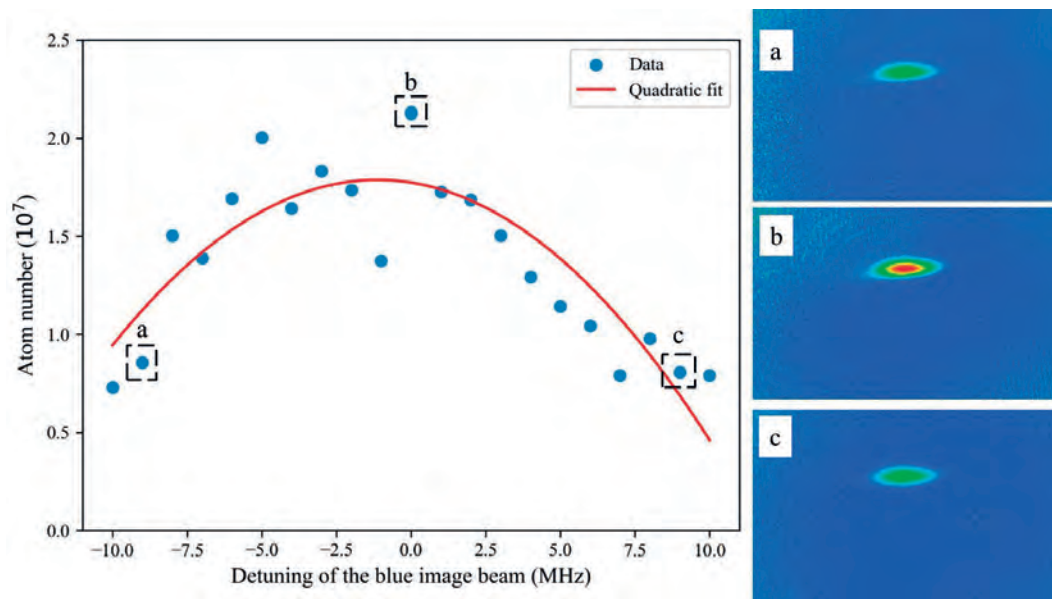 2.5
2.0
1.5
1.0
0.5
0.0
Atom number (10⁷)
−10.0
−7.5
−5.0
−2.5
0.0
2.5
5.0
7.5
10.0
Detuning of the blue image beam (MHz)
Data
Quadratic fit
a
b
c
a
b
c